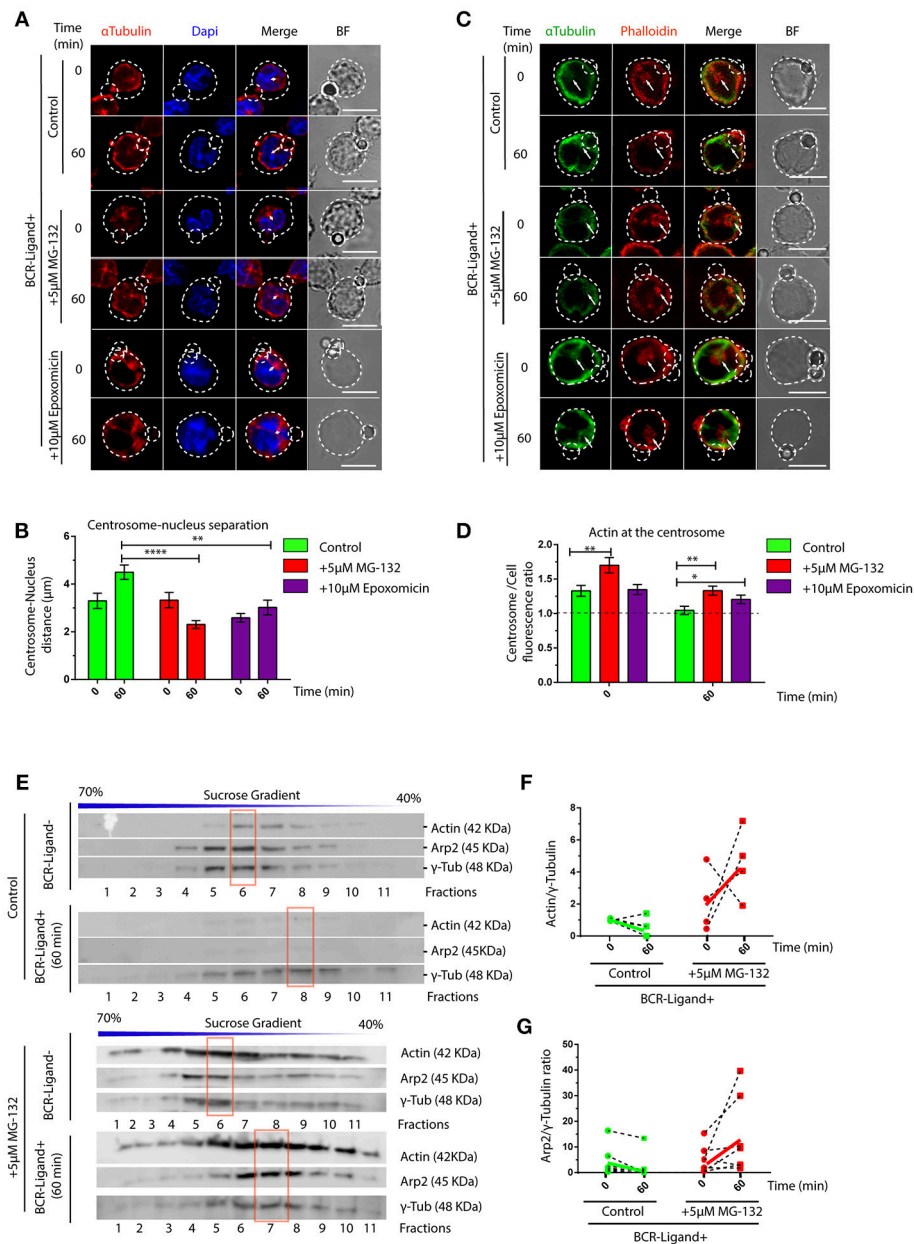 A
Time (min)
αTubulin
Dapi
Merge
BF
BCR-Ligand+
Control
0
60
+5μM MG-132
0
60
+10μM Epoxomicin
0
60
C
Time (min)
αTubulin
Phalloidin
Merge
BF
BCR-Ligand+
Control
0
60
+5μM MG-132
0
60
+10μM Epoxomicin
0
60
B
Centrosome-nucleus separation
Centrosome-Nucleus distance (μm)
8
6
4
2
0
****
**
0
60
0
60
0
60
Time (min)
Control
+5μM MG-132
+10μM Epoxomicin
D
Actin at the centrosome
Centrosome /Cell fluorescence ratio
2.0
1.5
1.0
0.5
0.0
**
**
*
0
60
Time (min)
Control
+5μM MG-132
+10μM Epoxomicin
E
70%
Sucrose Gradient
40%
Control
BCR-Ligand-
Actin (42 KDa)
Arp2 (45 KDa)
γ-Tub (48 KDa)
1 2 3 4 5 6 7 8 9 10 11 Fractions
BCR-Ligand+ (60 min)
Actin (42 KDa)
Arp2 (45KDa)
γ-Tub (48 KDa)
1 2 3 4 5 6 7 8 9 10 11 Fractions
70%
Sucrose Gradient
40%
+5μM MG-132
BCR-Ligand-
Actin (42 KDa)
Arp2 (45 KDa)
γ-Tub (48 KDa)
1 2 3 4 5 6 7 8 9 10 11 Fractions
BCR-Ligand+ (60 min)
Actin (42KDa)
Arp2 (45 KDa)
γ-Tub (48 KDa)
1 2 3 4 5 6 7 8 9 10 11 Fractions
F
Actin/γ-Tubulin
8
6
4
2
0
0
60
0
60
Time (min)
Control
+5μM MG-132
BCR-Ligand+
G
Arp2/γ-Tubulin ratio
50
40
30
20
10
0
0
60
0
60
Time (min)
Control
+5μM MG-132
BCR-Ligand+